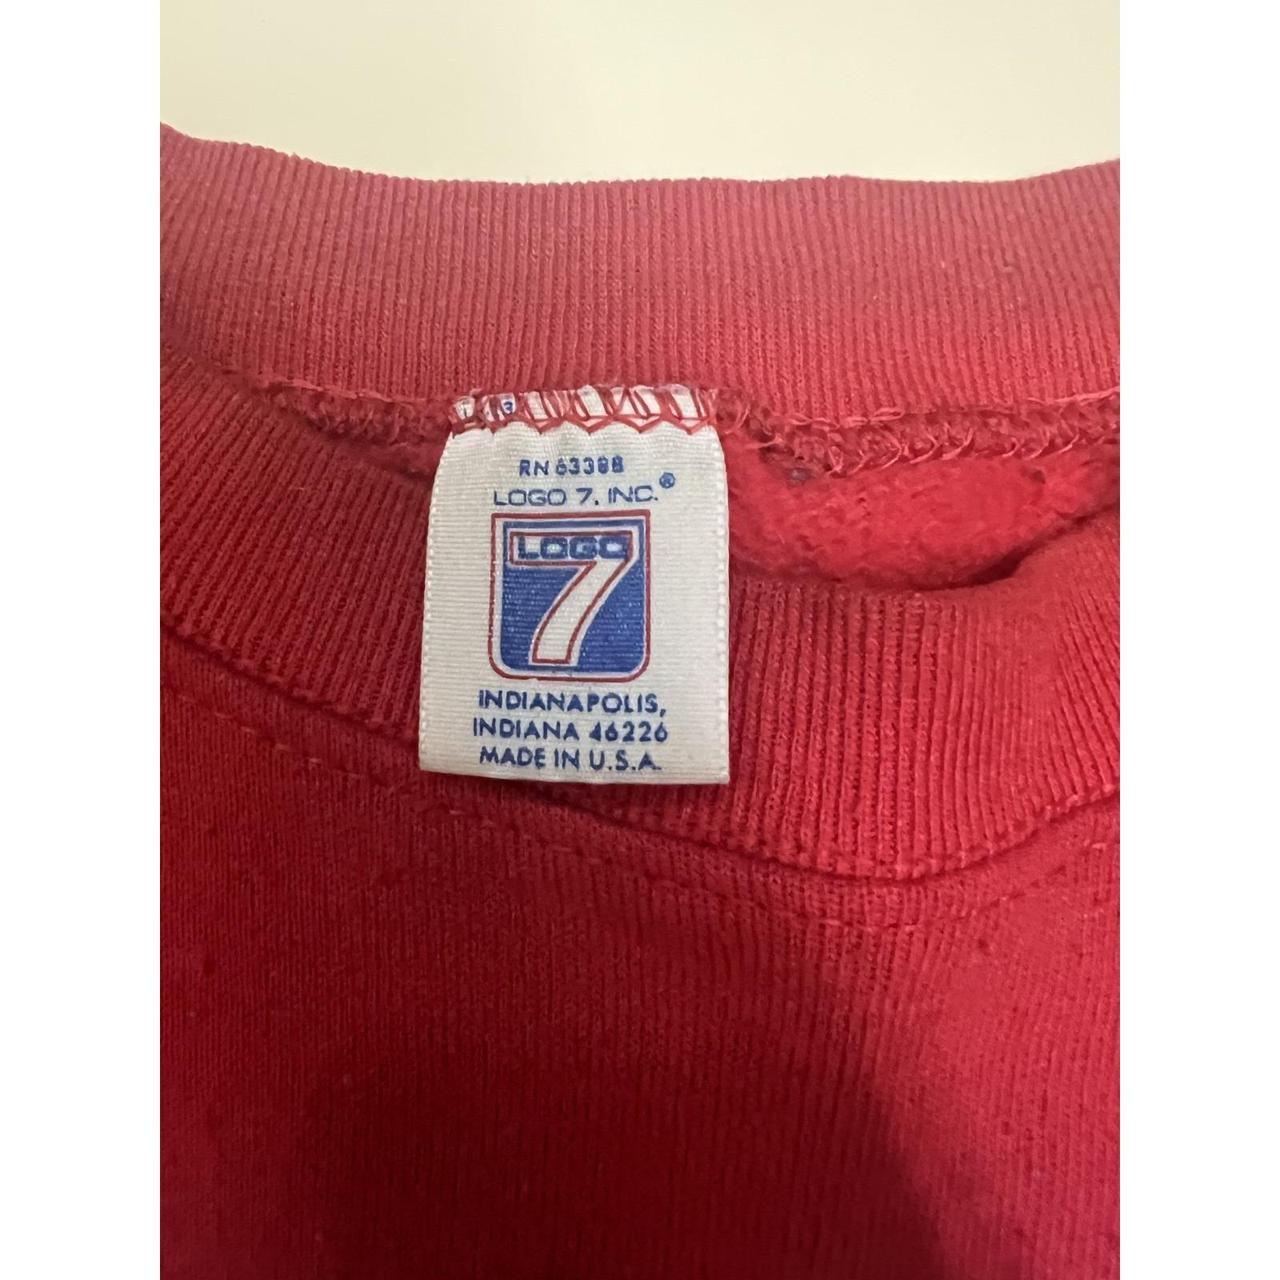 RN 63388
LOGO 7, INC.®
LOGO
7
INDIANAPOLIS,
INDIANA 46226
MADE IN U.S.A.